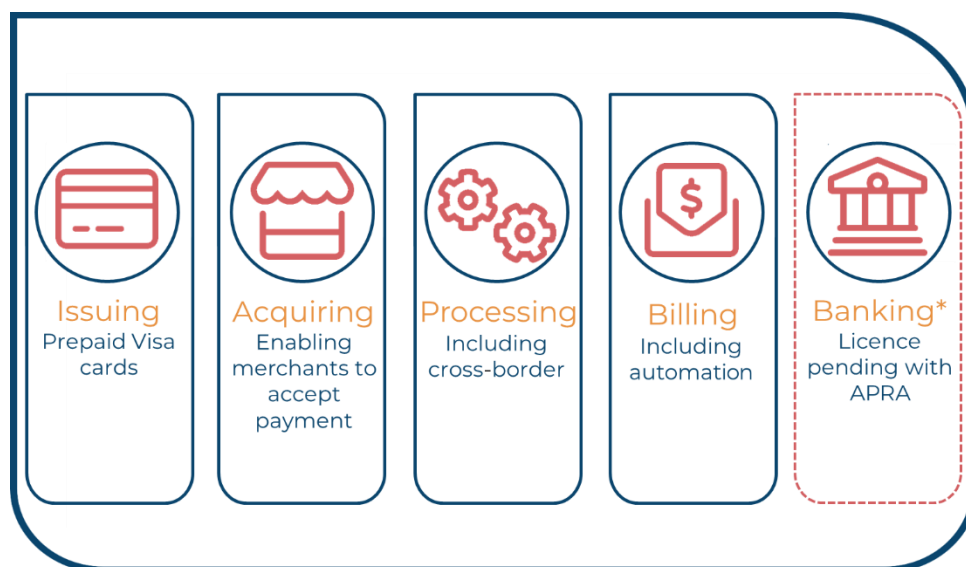 Issuing
Prepaid Visa
cards
Acquiring
Enabling
merchants to
accept
payment
Processing
Including
cross-border
$
Billing
Including
automation
Banking*
Licence
pending with
APRA